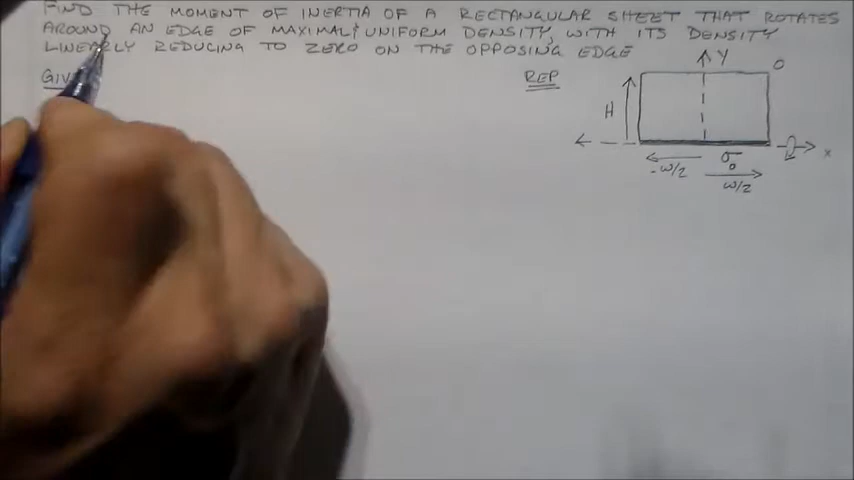 FIND THE MOMENT OF INERTIA OF A RECTANGULAR SHEET THAT ROTATES
AROUND AN EDGE OF MAXIMAL & UNIFORM DENSITY, WITH ITS DENSITY
LINEARLY REDUCING TO ZERO ON THE OPPOSING EDGE
REP
Y
O
H
σ₀
x
-W/2
W/2